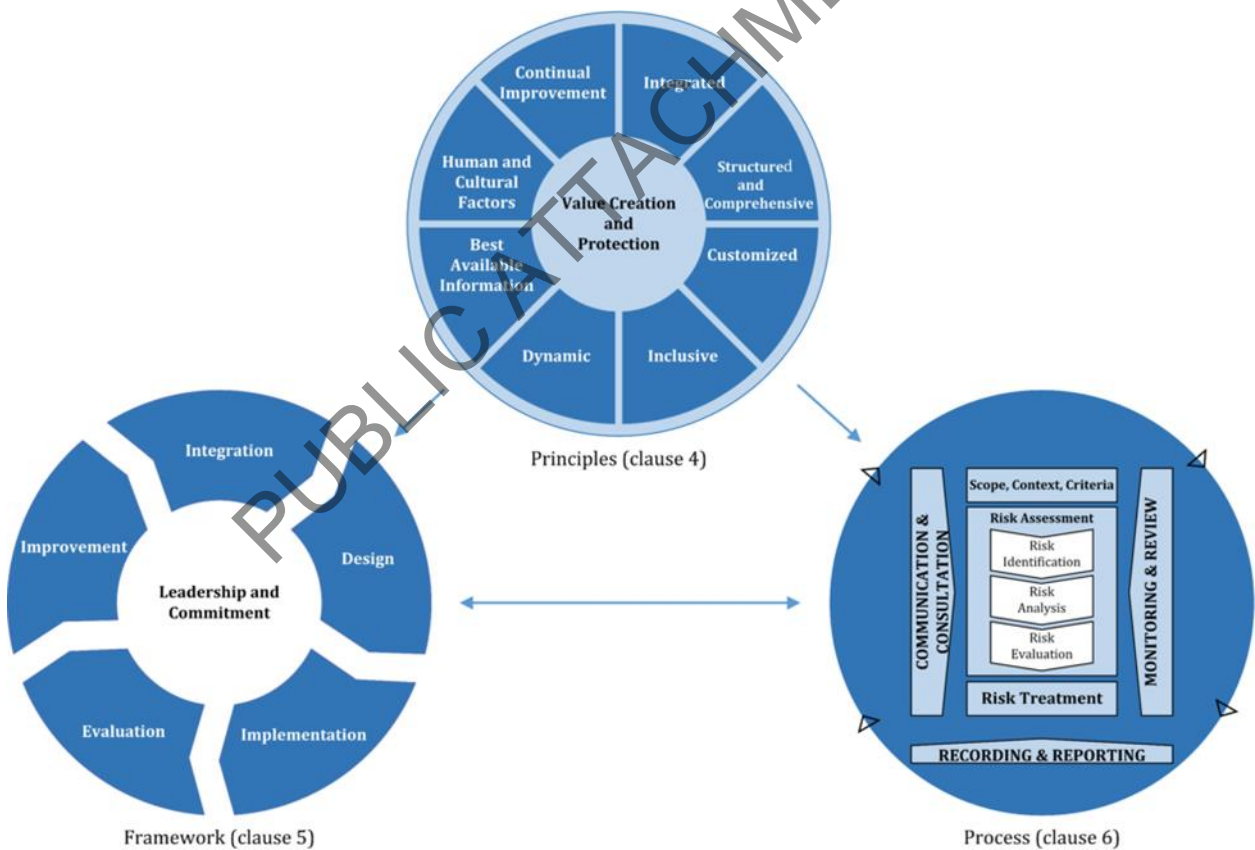 PUBLIC ATTACHME
Continual
Improvement
Integrated
Human and
Cultural
Factors
Structured
and
Comprehensive
Value Creation
and
Protection
Best
Available
Information
Customized
Dynamic
Inclusive
Principles (clause 4)
Integration
Improvement
Design
Leadership and
Commitment
Evaluation
Implementation
Framework (clause 5)
Scope, Context, Criteria
Risk Assessment
Risk
Identification
Risk
Analysis
Risk
Evaluation
Risk Treatment
COMMUNICATION &
CONSULTATION
MONITORING & REVIEW
RECORDING & REPORTING
Process (clause 6)